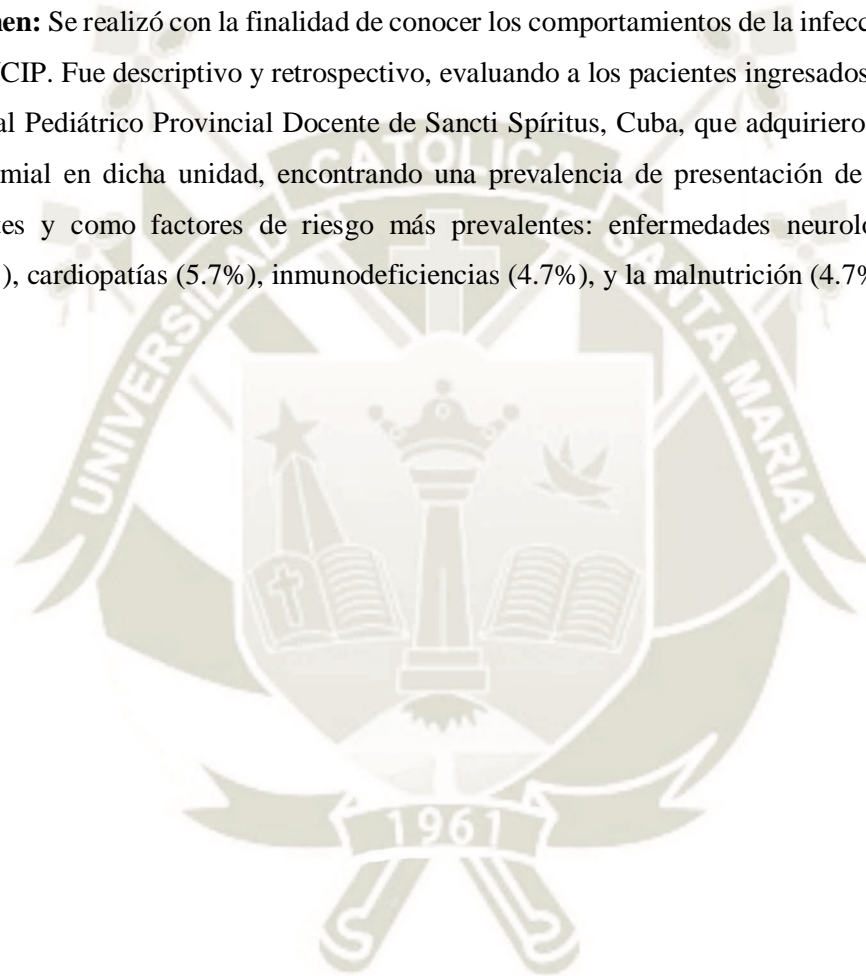 men: Se realizó con la finalidad de conocer los comportamientos de la infecc
CIP. Fue descriptivo y retrospectivo, evaluando a los pacientes ingresados
al Pediátrico Provincial Docente de Sancti Spíritus, Cuba, que adquiriero
mial en dicha unidad, encontrando una prevalencia de presentación de
tes y como factores de riesgo más prevalentes: enfermedades neurolo
), cardiopatías (5.7%), inmunodeficiencias (4.7%), y la malnutrición (4.7%
UNIVERSIDAD CATÓLICA SANTA MARIA
1961